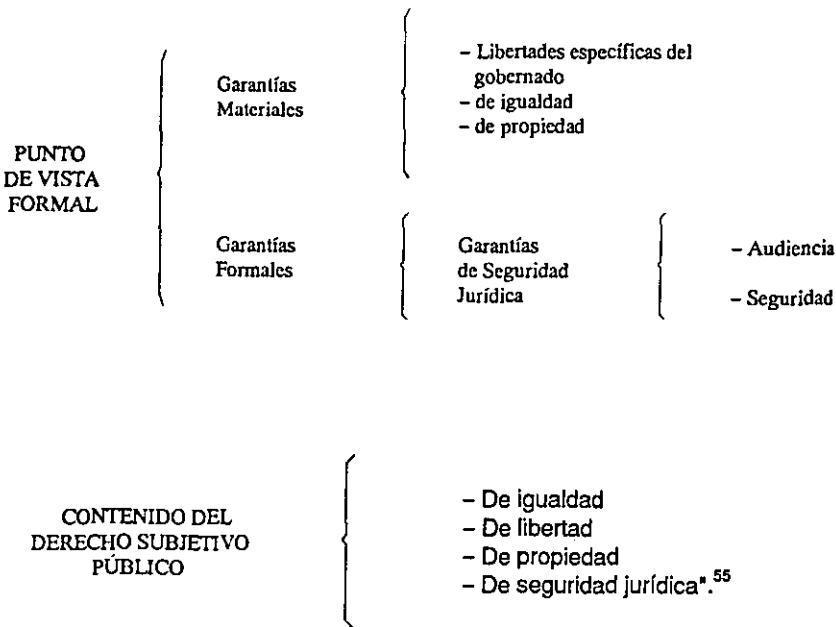 PUNTO
DE VISTA
FORMAL
Garantías
Materiales
– Libertades específicas del
gobernado
– de igualdad
– de propiedad
Garantías
Formales
Garantías
de Seguridad
Jurídica
– Audiencia
– Seguridad
CONTENIDO DEL
DERECHO SUBJETIVO
PÚBLICO
– De igualdad
– De libertad
– De propiedad
– De seguridad jurídica".55